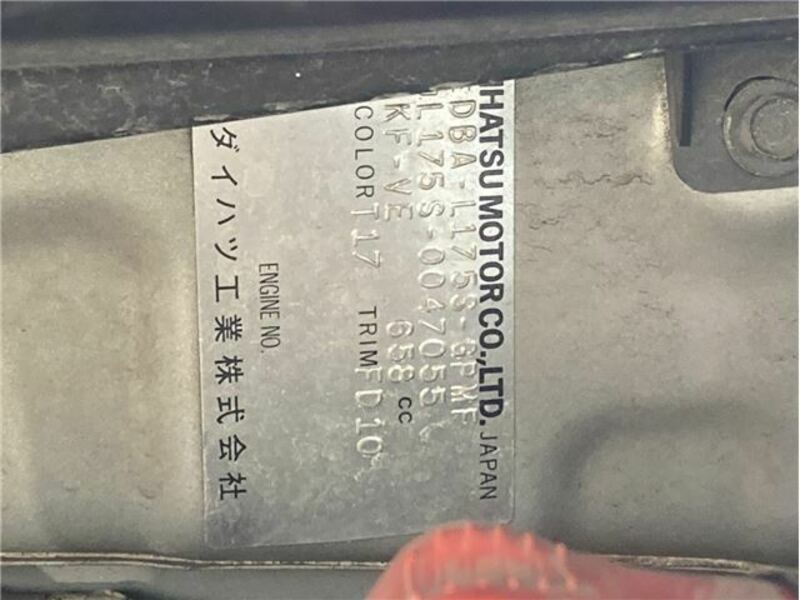 IHATSU MOTOR CO., LTD. JAPAN
DBA-L175S-GPMF
L175S-0047055
KF-VE 658 cc
COLOR T17 TRIM FD10
ENGINE NO.
ダイハツ工業株式会社